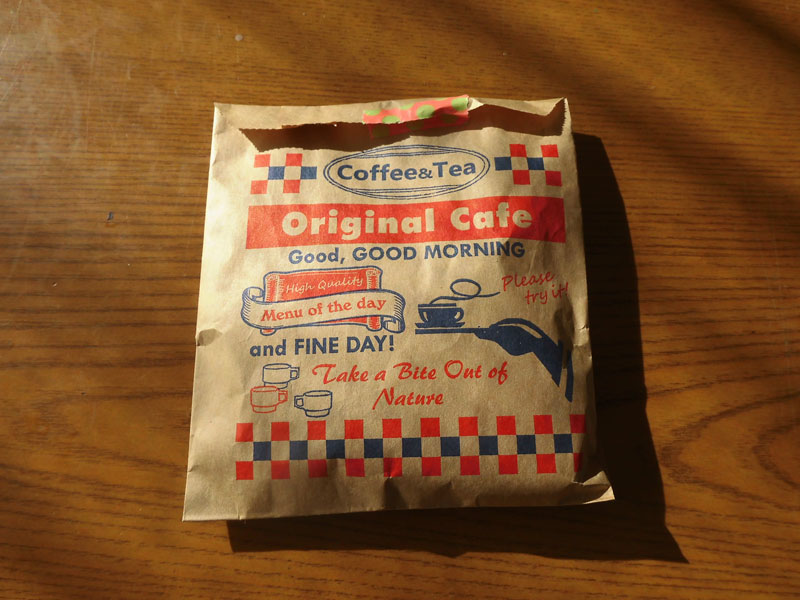 Coffee&Tea
Original Cafe
Good, GOOD MORNING
High Quality
Menu of the day
Please
try it!
and FINE DAY!
Take a Bite Out of
Nature